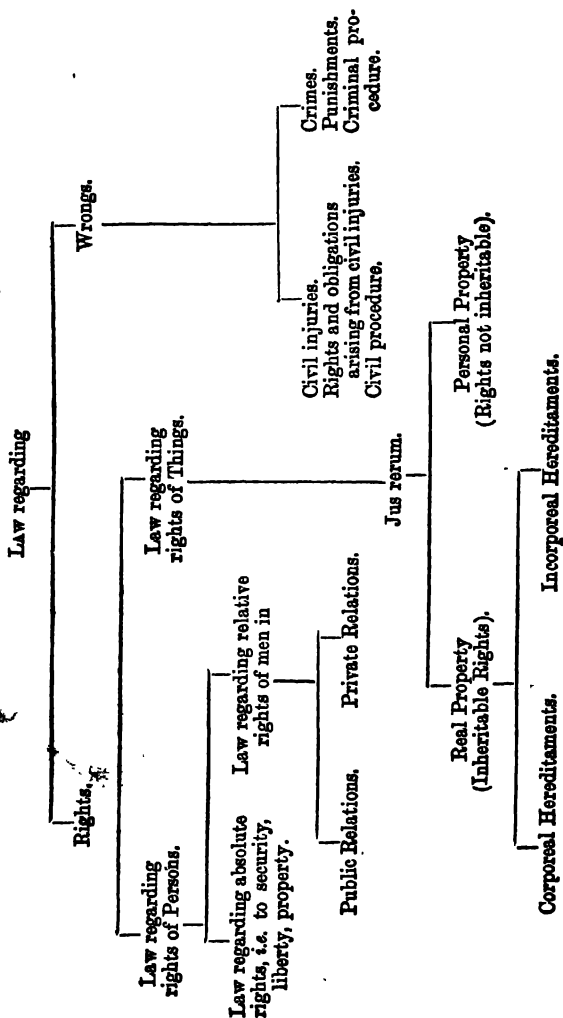 LAW regarding
Rights.
Wrongs.
Law regarding
rights of Persons.
Law regarding
rights of Things.
Civil injuries.
Rights and obligations
arising from civil injuries.
Civil procedure.
Crimes.
Punishments.
Criminal pro-
cedure.
Law regarding absolute
rights, i.e. to security,
liberty, property.
Law regarding relative
rights of men in
Public Relations.
Private Relations.
Jus rerum.
Real Property
(Inheritable Rights).
Personal Property
(Rights not inheritable).
Corporeal Hereditaments.
Incorporeal Hereditaments.